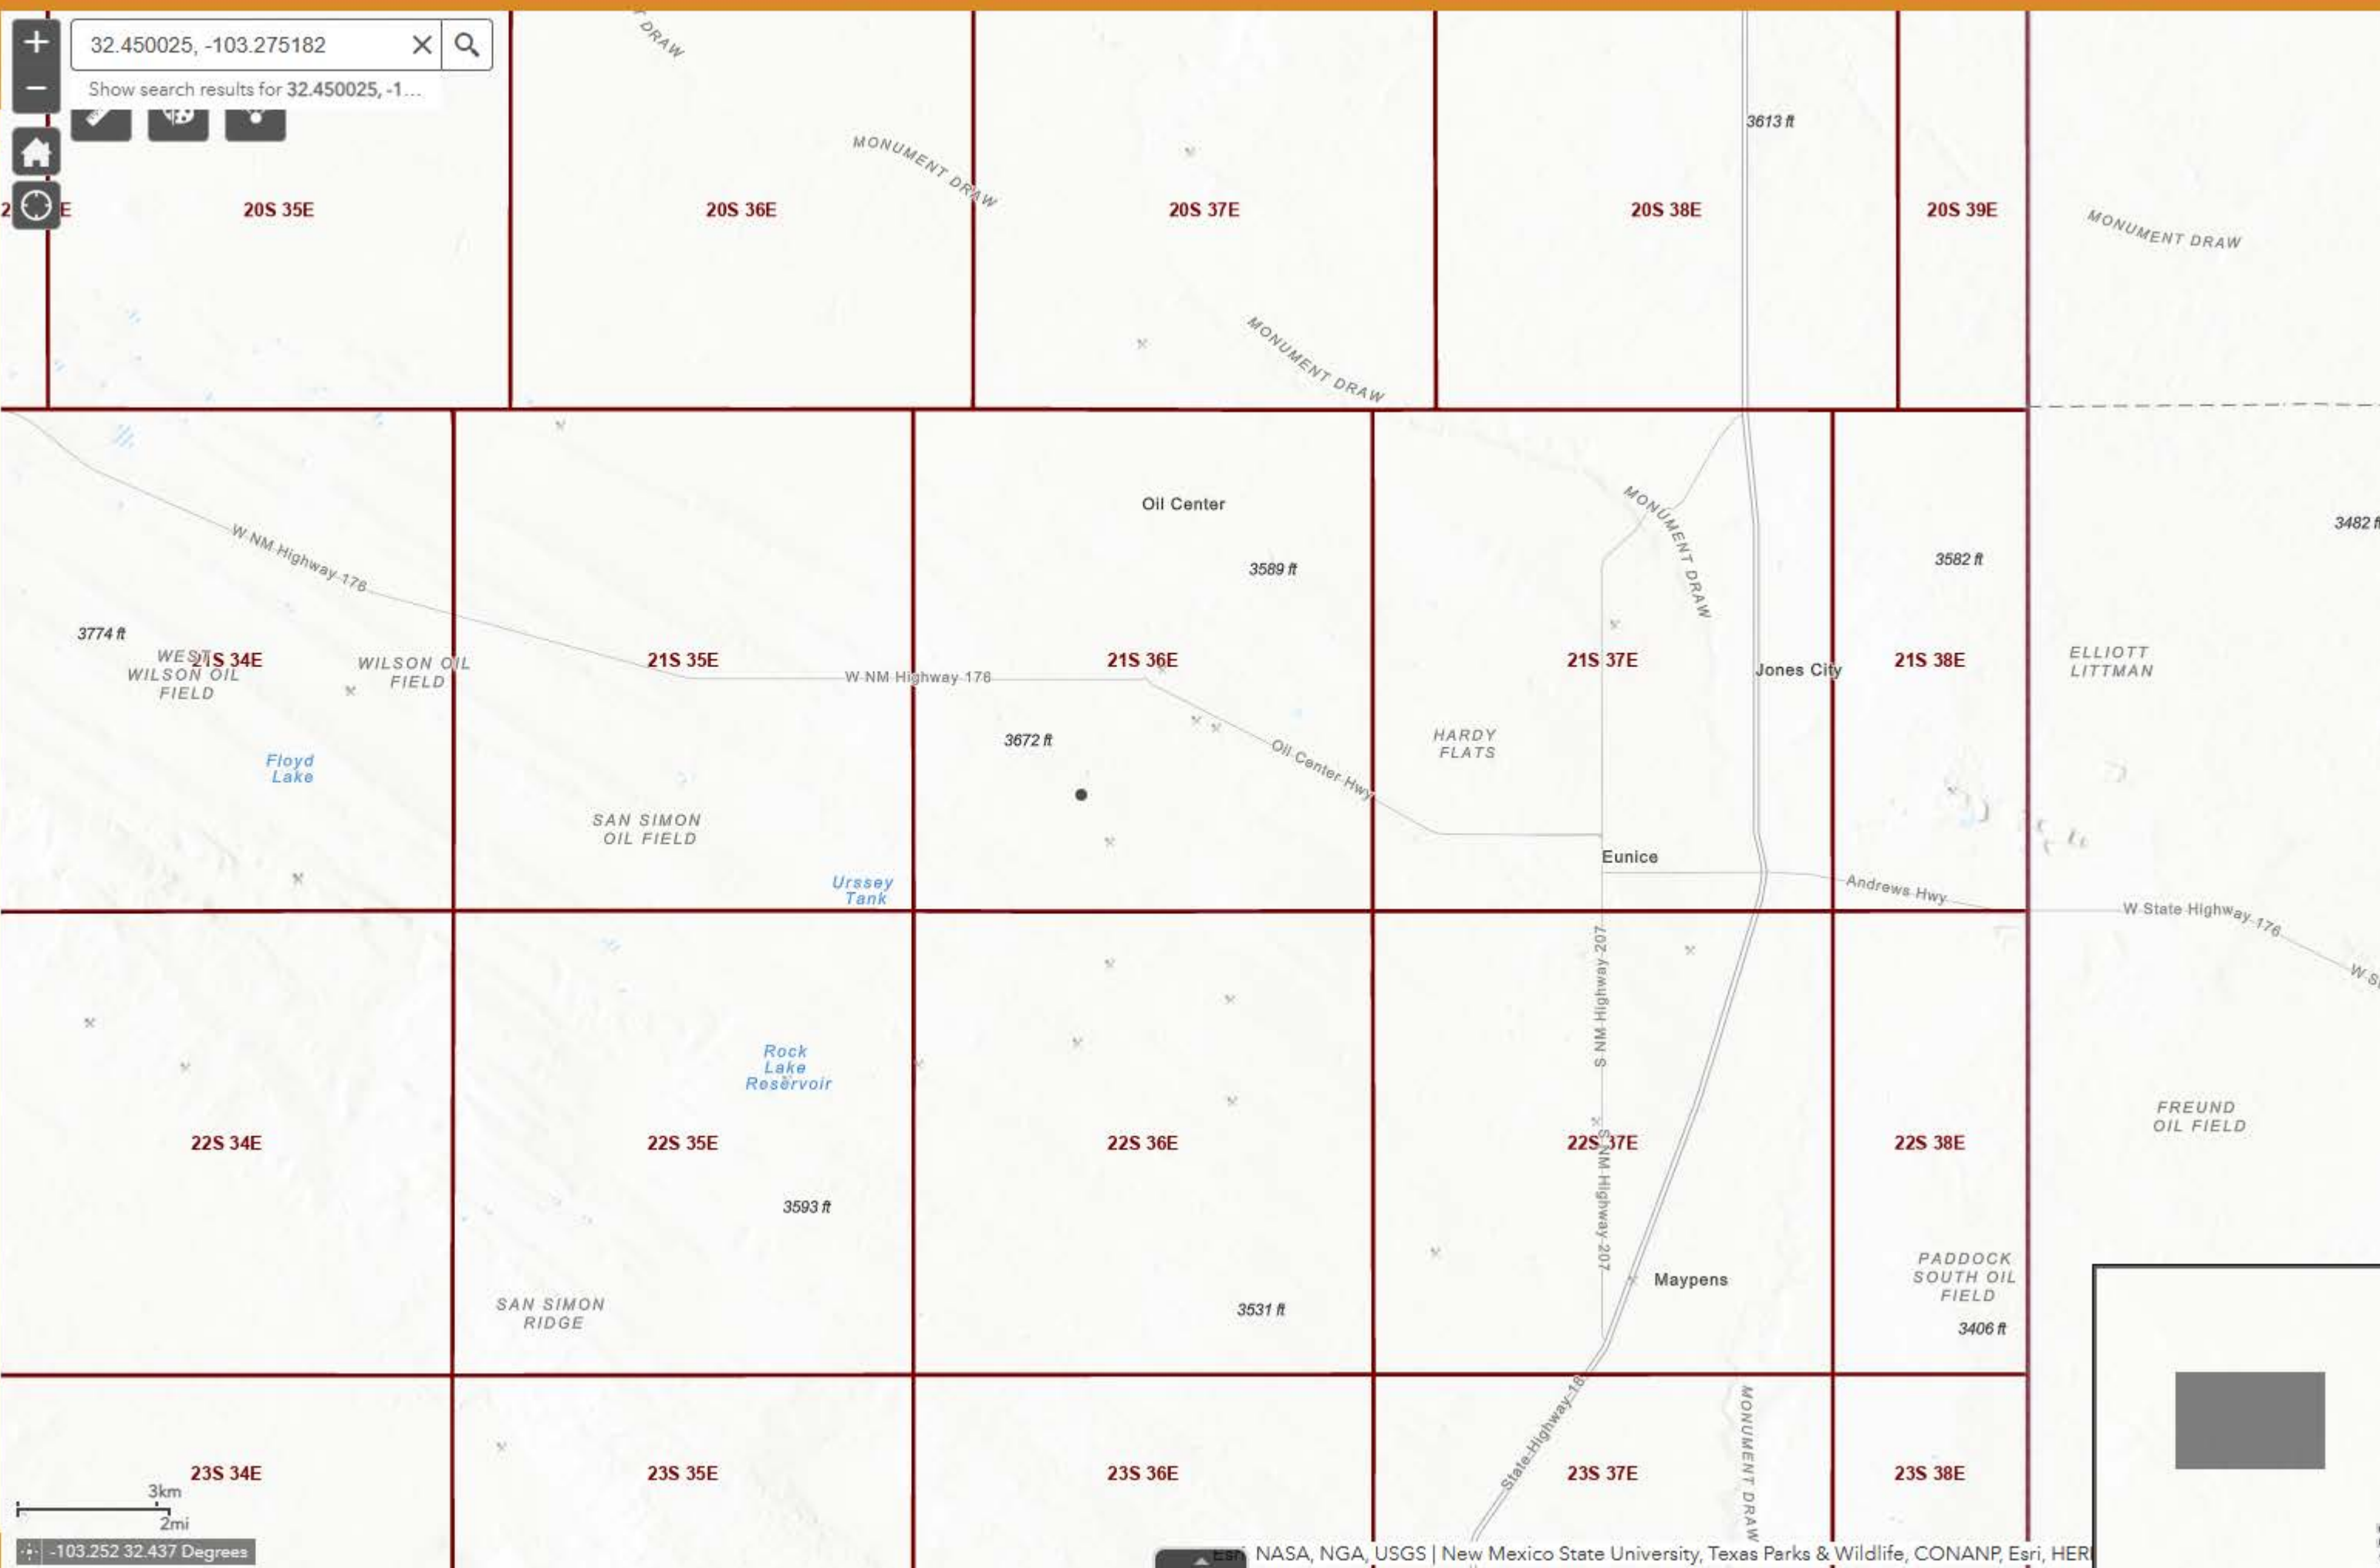 32.450025, -103.275182
Show search results for 32.450025, -1...
DRAW
MONUMENT DRAW
3613 ft
E
20S 35E
20S 36E
20S 37E
20S 38E
20S 39E
MONUMENT DRAW
MONUMENT DRAW
Oil Center
MONUMENT DRAW
3482 ft
W NM Highway 176
3589 ft
3582 ft
3774 ft
WEST
WILSON OIL
FIELD
21S 34E
WILSON OIL
FIELD
21S 35E
W NM Highway 176
21S 36E
21S 37E
Jones City
21S 38E
ELLIOTT
LITTMAN
3672 ft
Oil Center Hwy
HARDY
FLATS
Floyd
Lake
SAN SIMON
OIL FIELD
Eunice
Urssey
Tank
Andrews Hwy
W State Highway 176
W S
S NM Highway 207
Rock
Lake
Reservoir
FREUND
OIL FIELD
22S 34E
22S 35E
22S 36E
22S 37E
22S 38E
S NM Highway 207
3593 ft
Maypens
PADDOCK
SOUTH OIL
FIELD
SAN SIMON
RIDGE
3531 ft
3406 ft
State Highway 18
MONUMENT DRAW
23S 34E
23S 35E
23S 36E
23S 37E
23S 38E
3km
2mi
-103.252 32.437 Degrees
Esri, NASA, NGA, USGS | New Mexico State University, Texas Parks & Wildlife, CONANP, Esri, HERE